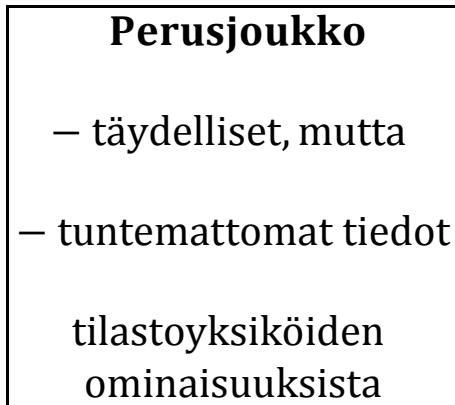 Perusjoukko
− täydelliset, mutta
− tuntemattomat tiedot
tilastoyksiköiden
ominaisuuksista